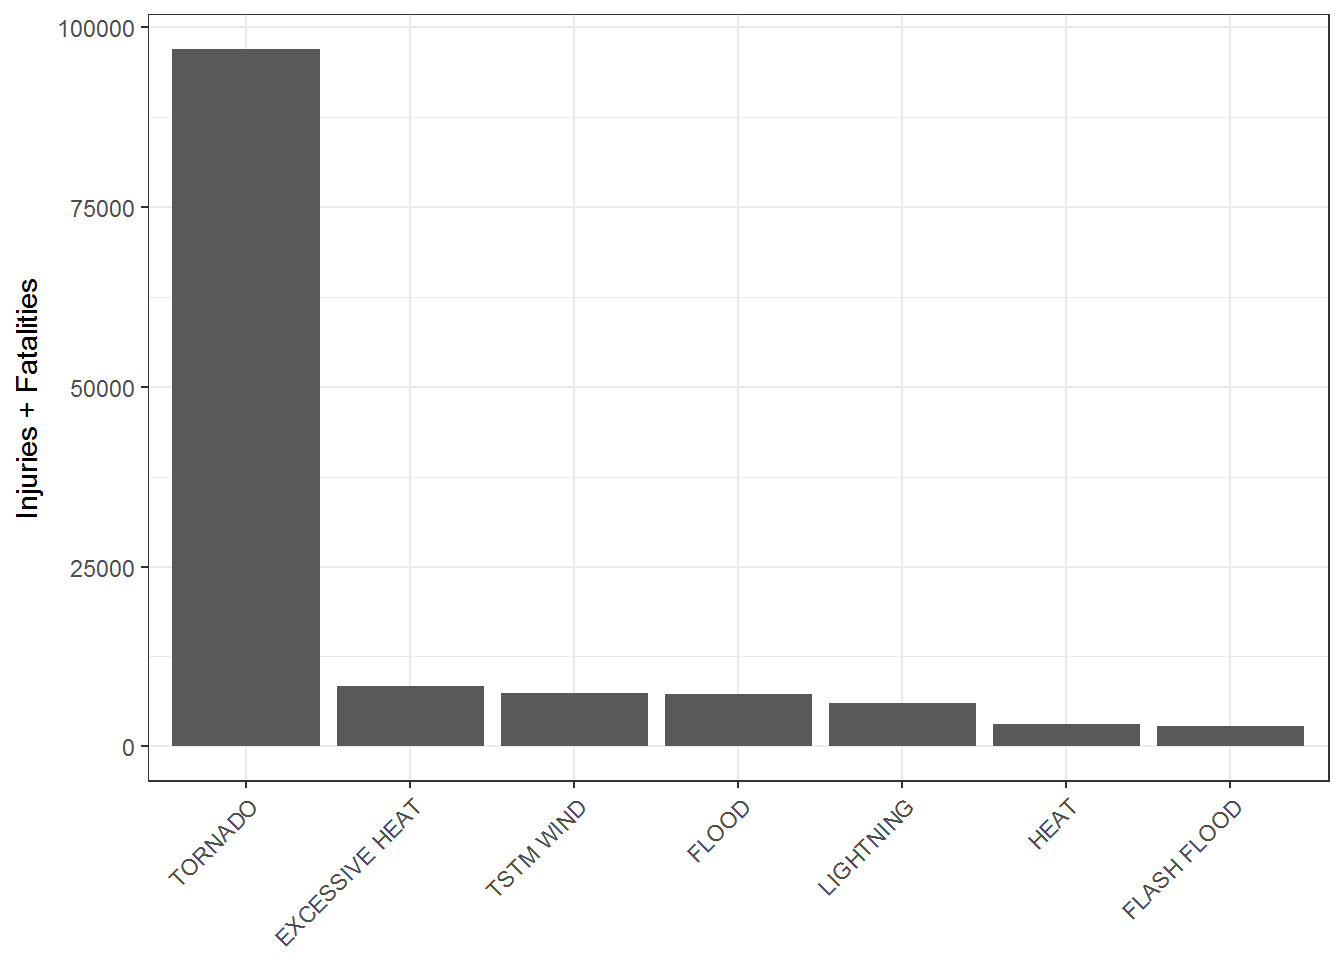 Injuries + Fatalities
100000
75000
50000
25000
0
TORNADO
EXCESSIVE HEAT
TSTM WIND
FLOOD
LIGHTNING
HEAT
FLASH FLOOD